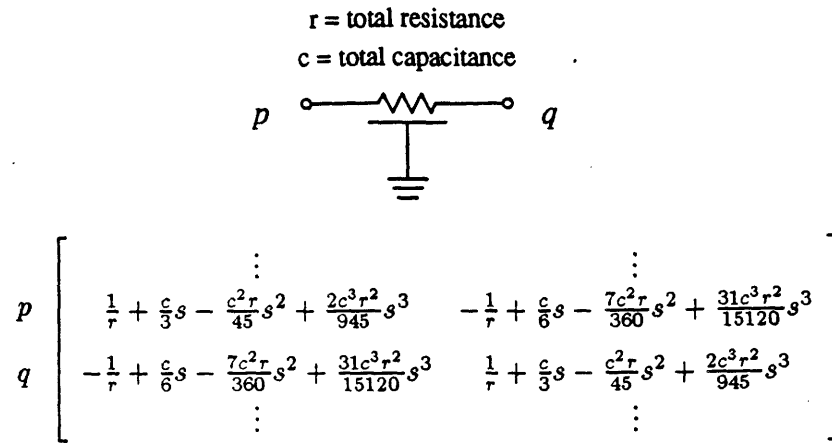 r = total resistance
c = total capacitance
p q
⋮ ⋮
p 1/r + c/3 s − c²r/45 s² + 2c³r²/945 s³ −1/r + c/6 s − 7c²r/360 s² + 31c³r²/15120 s³
q −1/r + c/6 s − 7c²r/360 s² + 31c³r²/15120 s³ 1/r + c/3 s − c²r/45 s² + 2c³r²/945 s³
⋮ ⋮